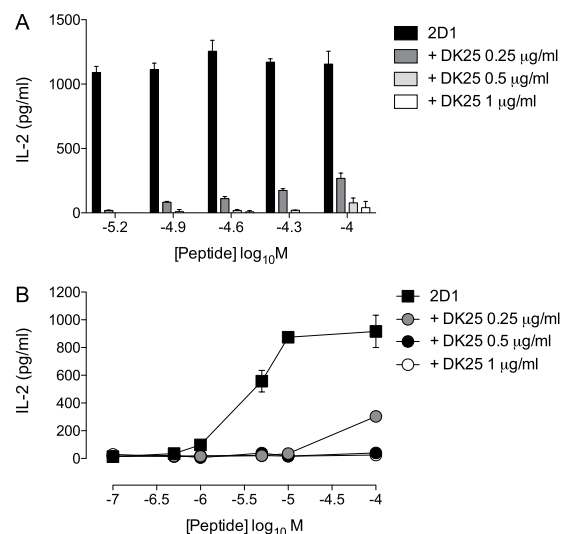 A
1500
1000
500
0
IL-2 (pg/ml)
-5.2 -4.9 -4.6 -4.3 -4
[Peptide] log10M
2D1
+ DK25 0.25 μg/ml
+ DK25 0.5 μg/ml
+ DK25 1 μg/ml
B
1200
1000
800
600
400
200
0
IL-2 (pg/ml)
-7 -6.5 -6 -5.5 -5 -4.5 -4
[Peptide] log10 M
2D1
+ DK25 0.25 μg/ml
+ DK25 0.5 μg/ml
+ DK25 1 μg/ml